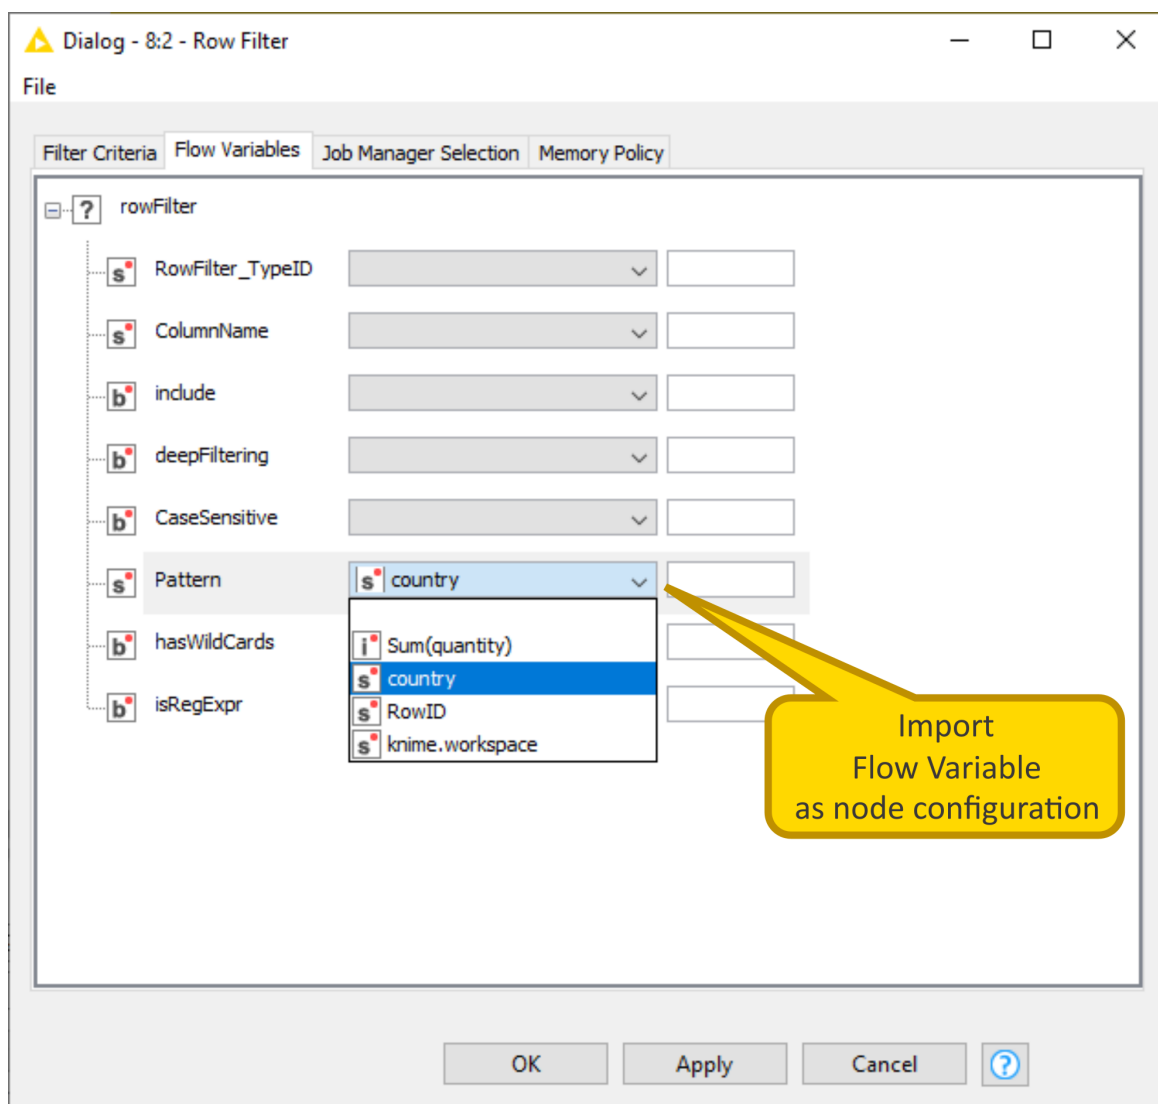 Dialog - 8:2 - Row Filter
File
Filter Criteria Flow Variables Job Manager Selection Memory Policy
? rowFilter
s RowFilter_TypeID
s ColumnName
b include
b deepFiltering
b CaseSensitive
s Pattern s country
b hasWildCards
i Sum(quantity)
s country
b isRegExpr
s RowID
s knime.workspace
Import
Flow Variable
as node configuration
OK Apply Cancel ?